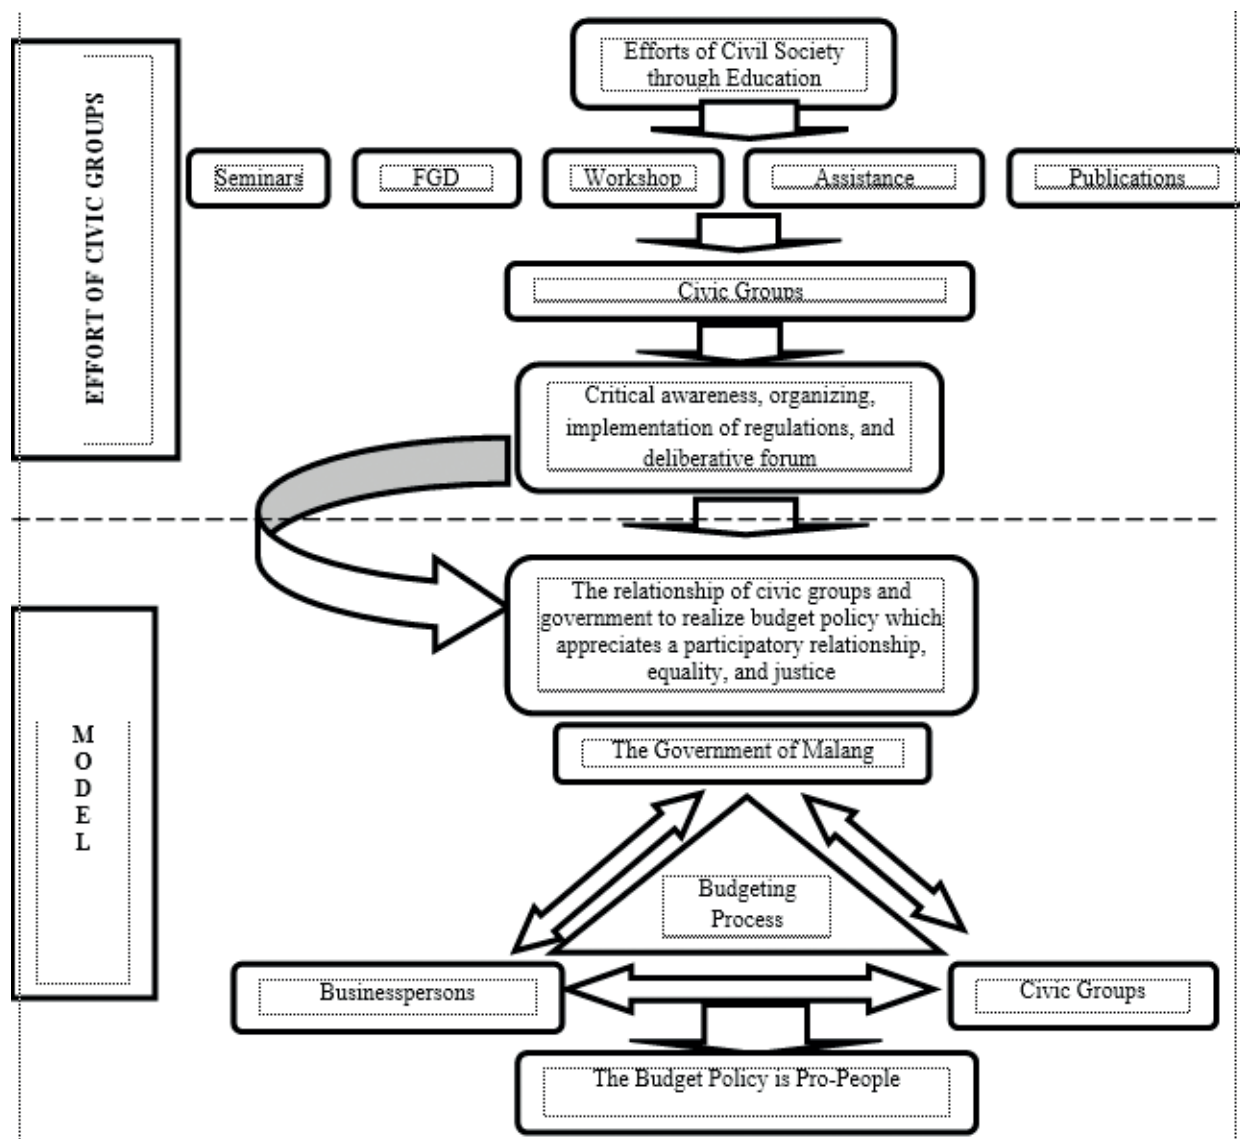 Efforts of Civil Society
through Education
EFFORT OF CIVIC GROUPS
Seminars
FGD
Workshop
Assistance
Publications
Civic Groups
Critical awareness, organizing,
implementation of regulations, and
deliberative forum
The relationship of civic groups and
government to realize budget policy which
appreciates a participatory relationship,
equality, and justice
M
O
D
E
L
The Government of Malang
Budgeting
Process
Businesspersons
Civic Groups
The Budget Policy is Pro-People